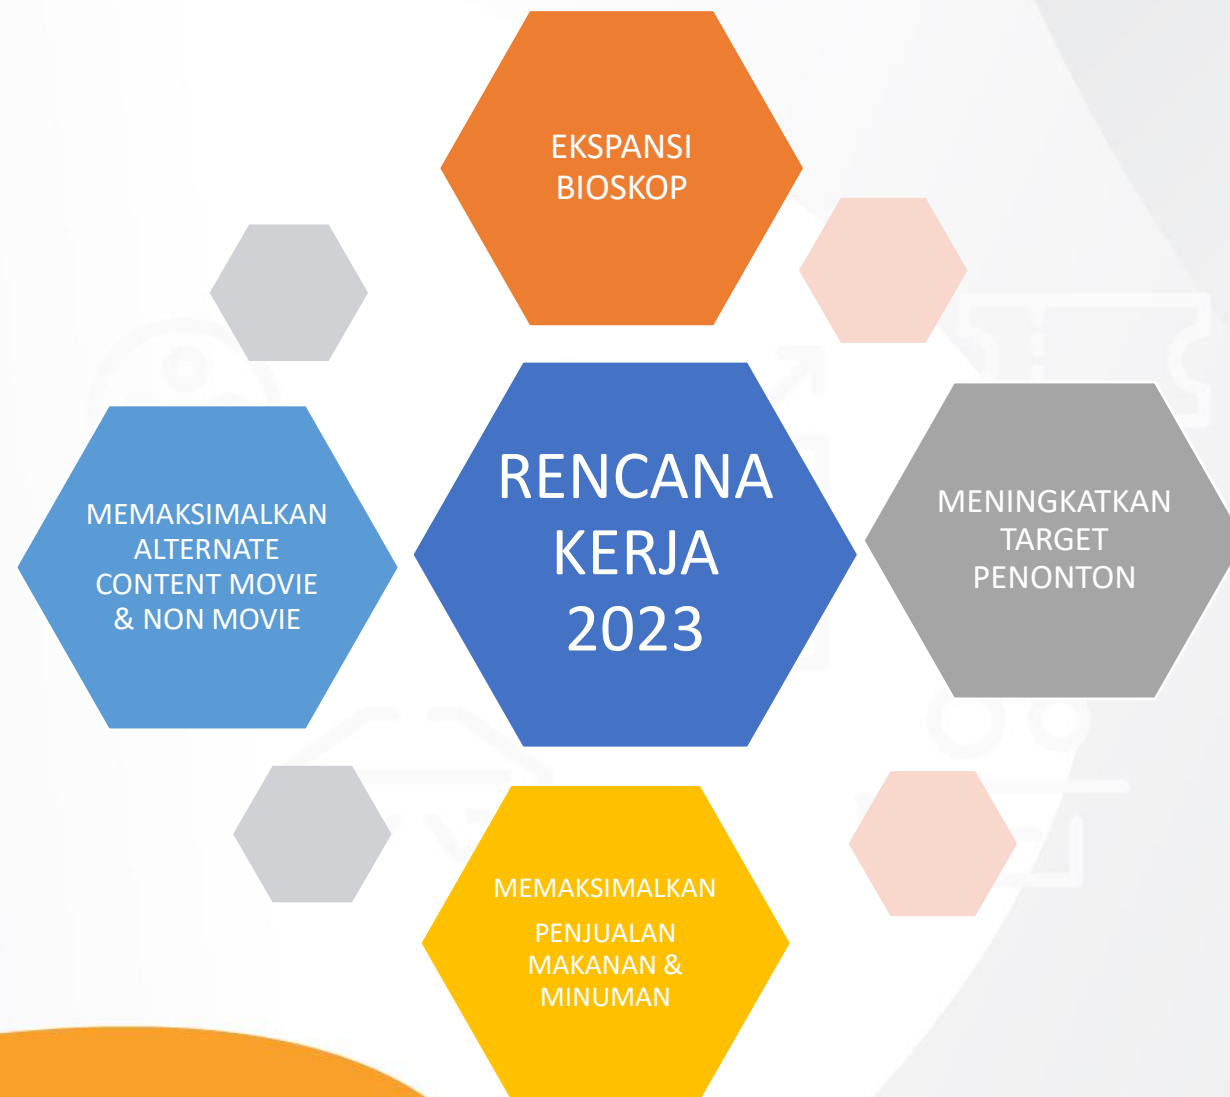 EKSPANSI
BIOSKOP
MEMAKSIMALKAN
ALTERNATE
CONTENT MOVIE
& NON MOVIE
RENCANA
KERJA
2023
MENINGKATKAN
TARGET
PENONTON
MEMAKSIMALKAN
PENJUALAN
MAKANAN &
MINUMAN